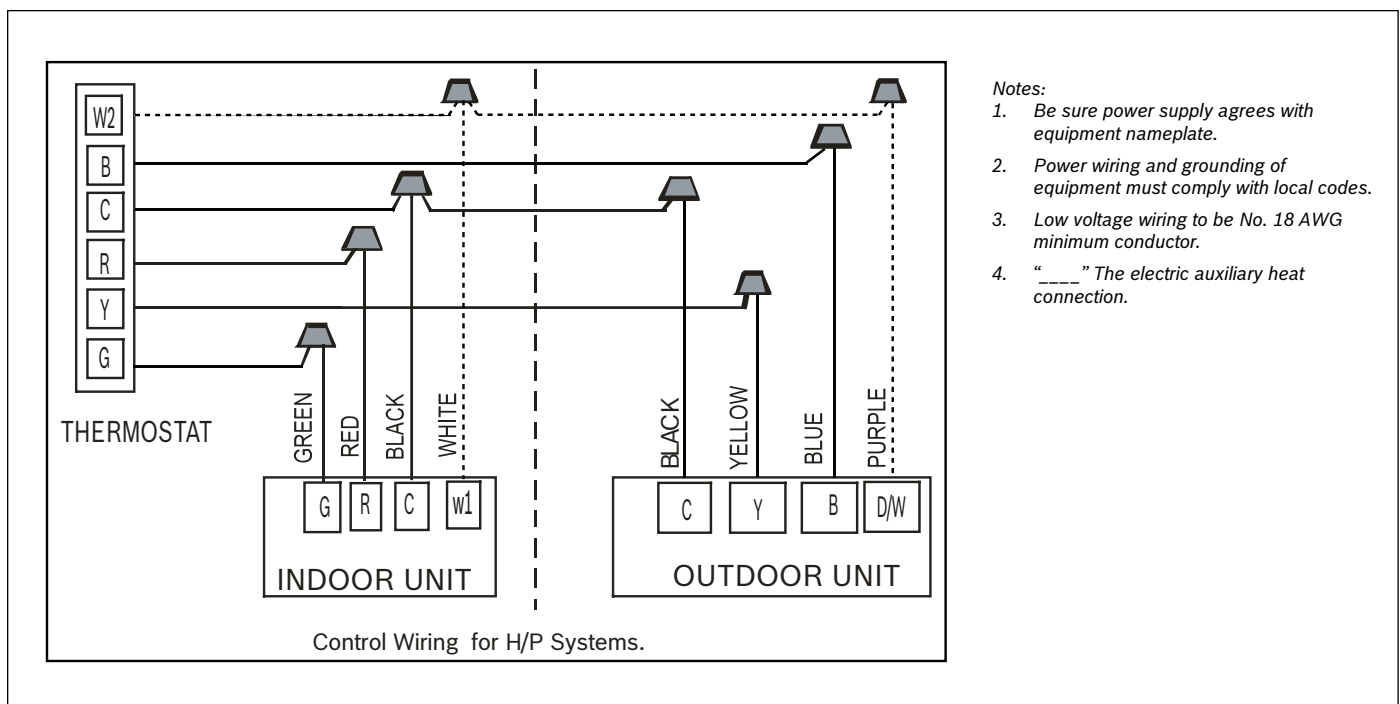 W2
B
C
R
Y
G
THERMOSTAT
GREEN
RED
BLACK
WHITE
BLACK
YELLOW
BLUE
PURPLE
G R C w1
INDOOR UNIT
C Y B D/W
OUTDOOR UNIT
Control Wiring for H/P Systems.
Notes:
1. Be sure power supply agrees with
equipment nameplate.
2. Power wiring and grounding of
equipment must comply with local codes.
3. Low voltage wiring to be No. 18 AWG
minimum conductor.
4. “____” The electric auxiliary heat
connection.